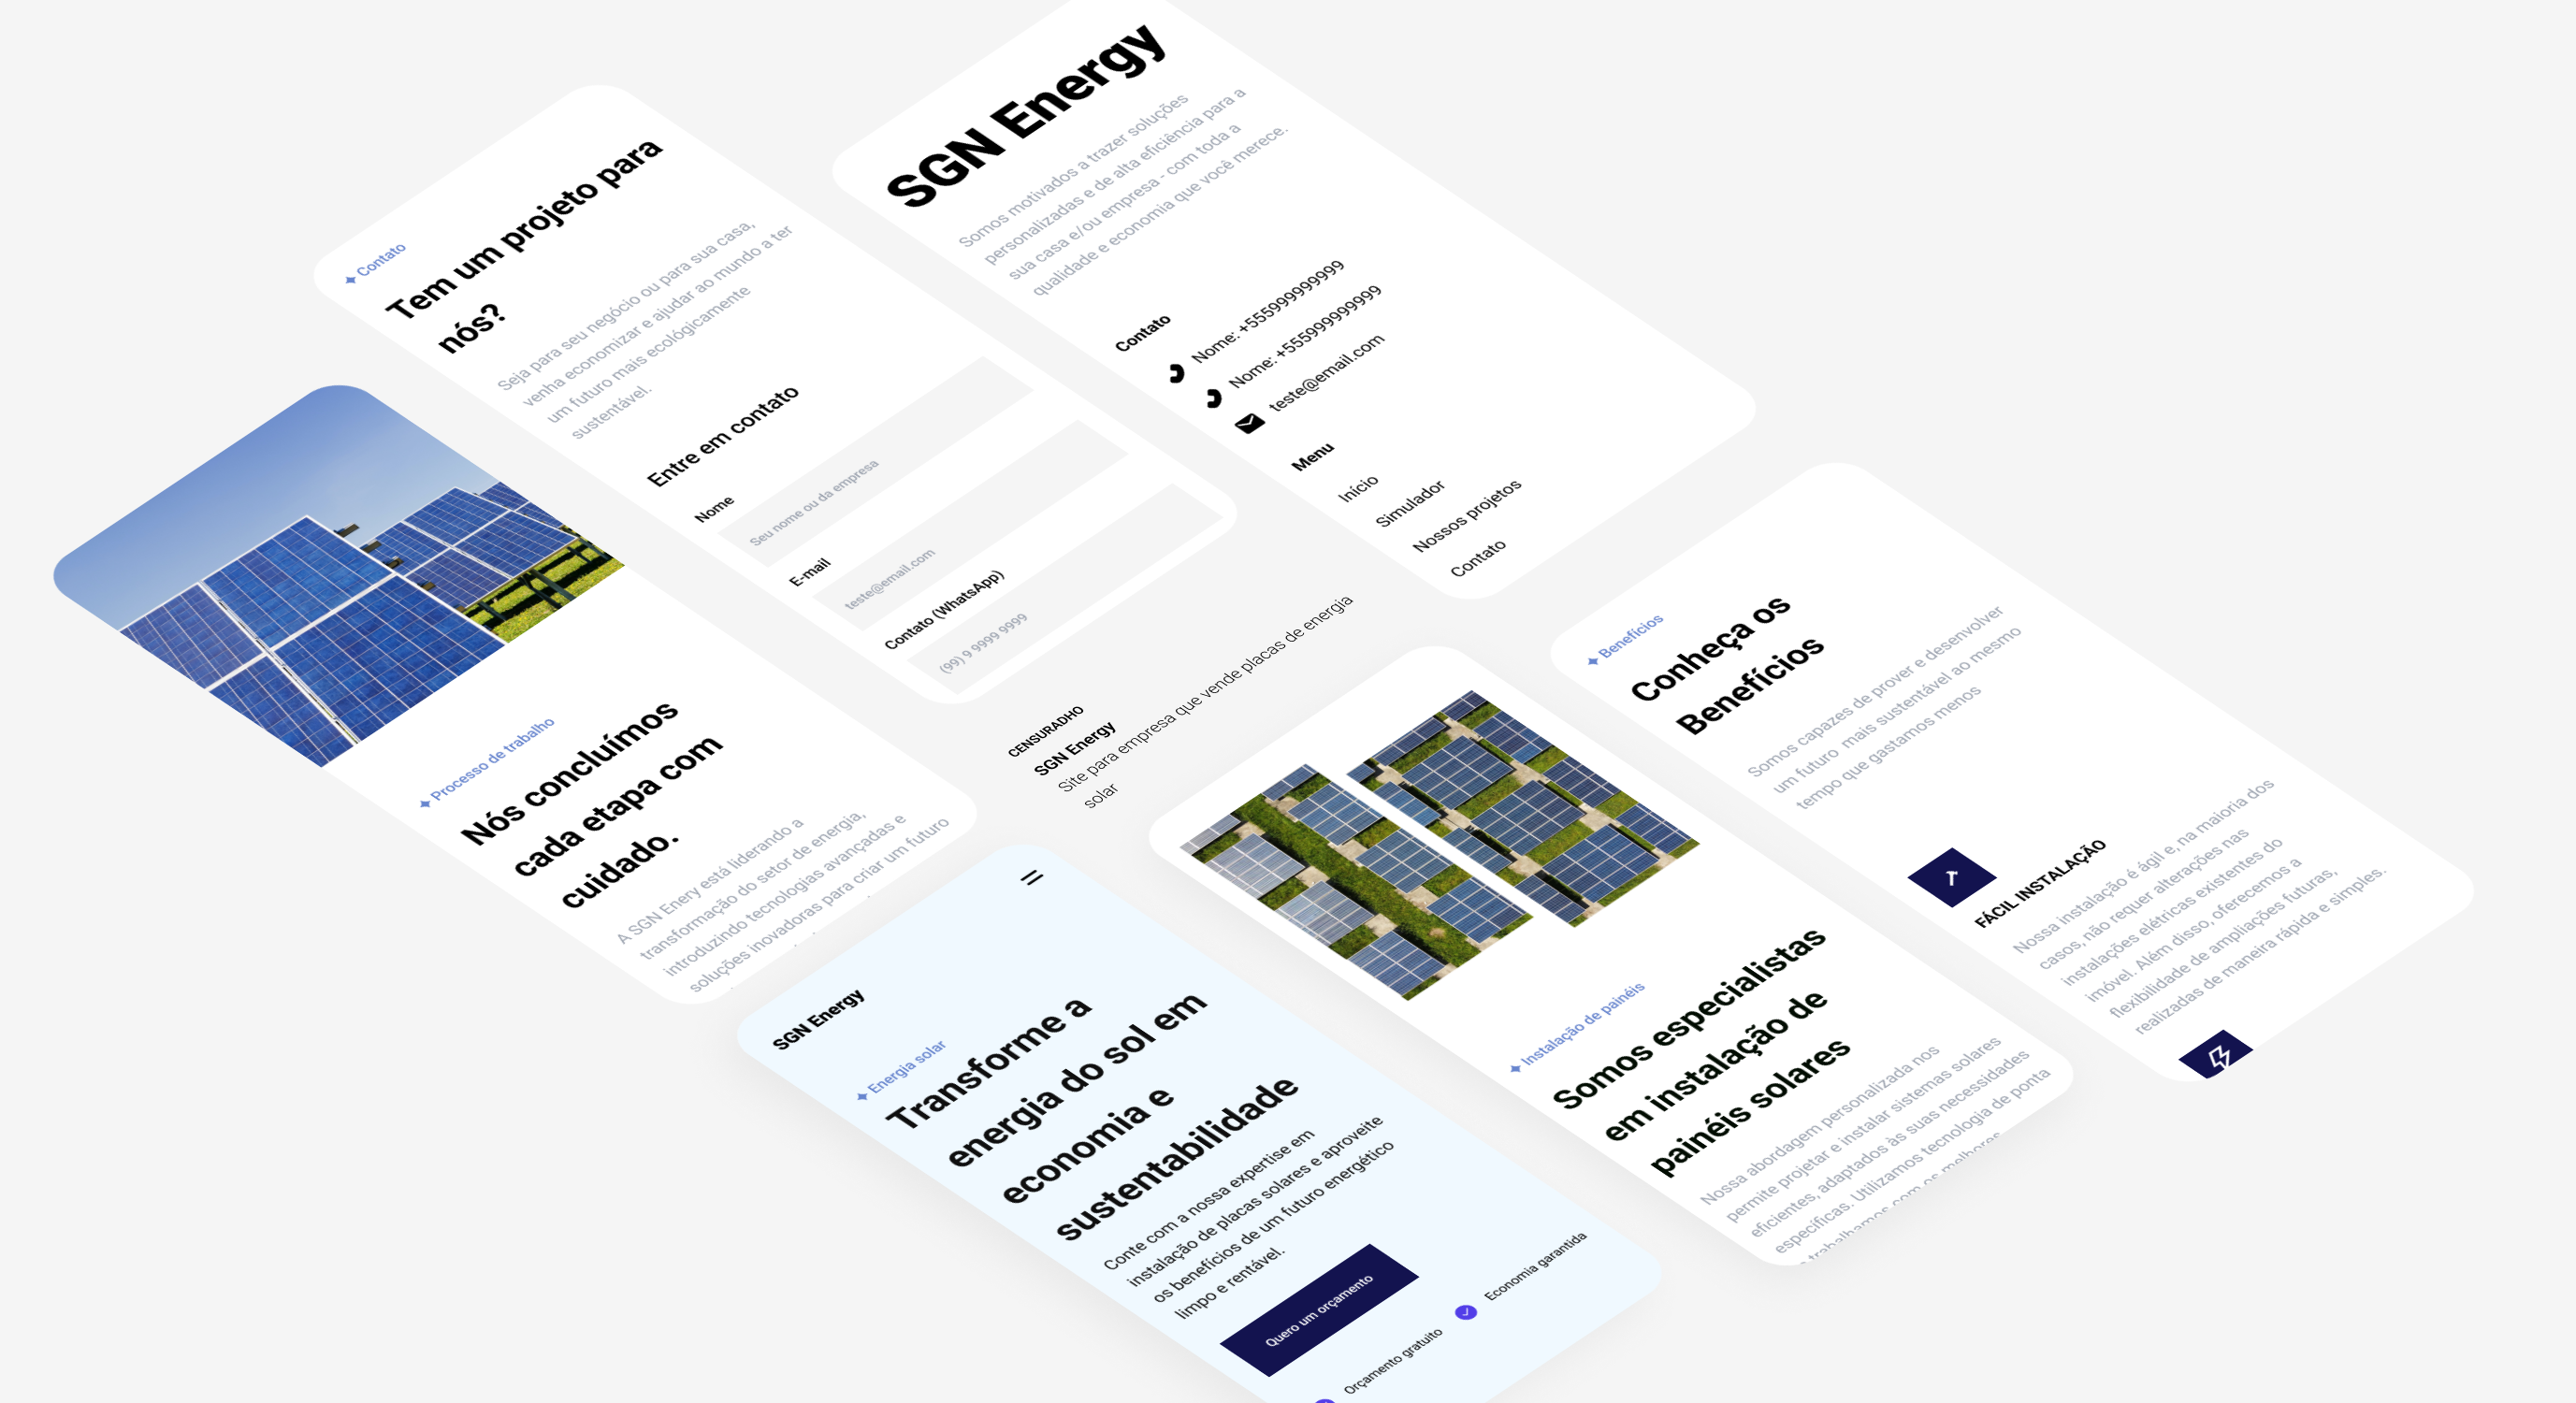 ✦ Contato
Tem um projeto para
nós?
Seja para seu negócio ou para sua casa,
venha economizar e ajudar ao mundo a ter
um futuro mais ecológicamente
sustentável.
Entre em contato
Nome
Seu nome ou da empresa
E-mail
teste@email.com
Contato (WhatsApp)
(99) 9 9999 9999
SGN Energy
Somos motivados a trazer soluções
personalizadas e de alta eficiência para a
sua casa e/ou empresa - com toda a
qualidade e economia que você merece.
Contato
Nome: +555999999999
Nome: +555999999999
teste@email.com
Menu
Início
Simulador
Nossos projetos
Contato
✦ Processo de trabalho
Nós concluímos
cada etapa com
cuidado.
A SGN Enery está liderando a
transformação do setor de energia,
introduzindo tecnologias avançadas e
soluções inovadoras para criar um futuro
CENSURADHO
SGN Energy
Site para empresa que vende placas de energia
solar
SGN Energy
✦ Energia solar
Transforme a
energia do sol em
economia e
sustentabilidade
Conte com a nossa expertise em
instalação de placas solares e aproveite
os benefícios de um futuro energético
limpo e rentável.
Quero um orçamento
Orçamento gratuito
Economia garantida
✦ Instalação de painéis
Somos especialistas
em instalação de
painéis solares
Nossa abordagem personalizada nos
permite projetar e instalar sistemas solares
eficientes, adaptados às suas necessidades
específicas. Utilizamos tecnologia de ponta
trabalhamos com os melhores
✦ Benefícios
Conheça os
Benefícios
Somos capazes de prover e desenvolver
um futuro mais sustentável ao mesmo
tempo que gastamos menos
FÁCIL INSTALAÇÃO
Nossa instalação é ágil e, na maioria dos
casos, não requer alterações nas
instalações elétricas existentes do
imóvel. Além disso, oferecemos a
flexibilidade de ampliações futuras,
realizadas de maneira rápida e simples.